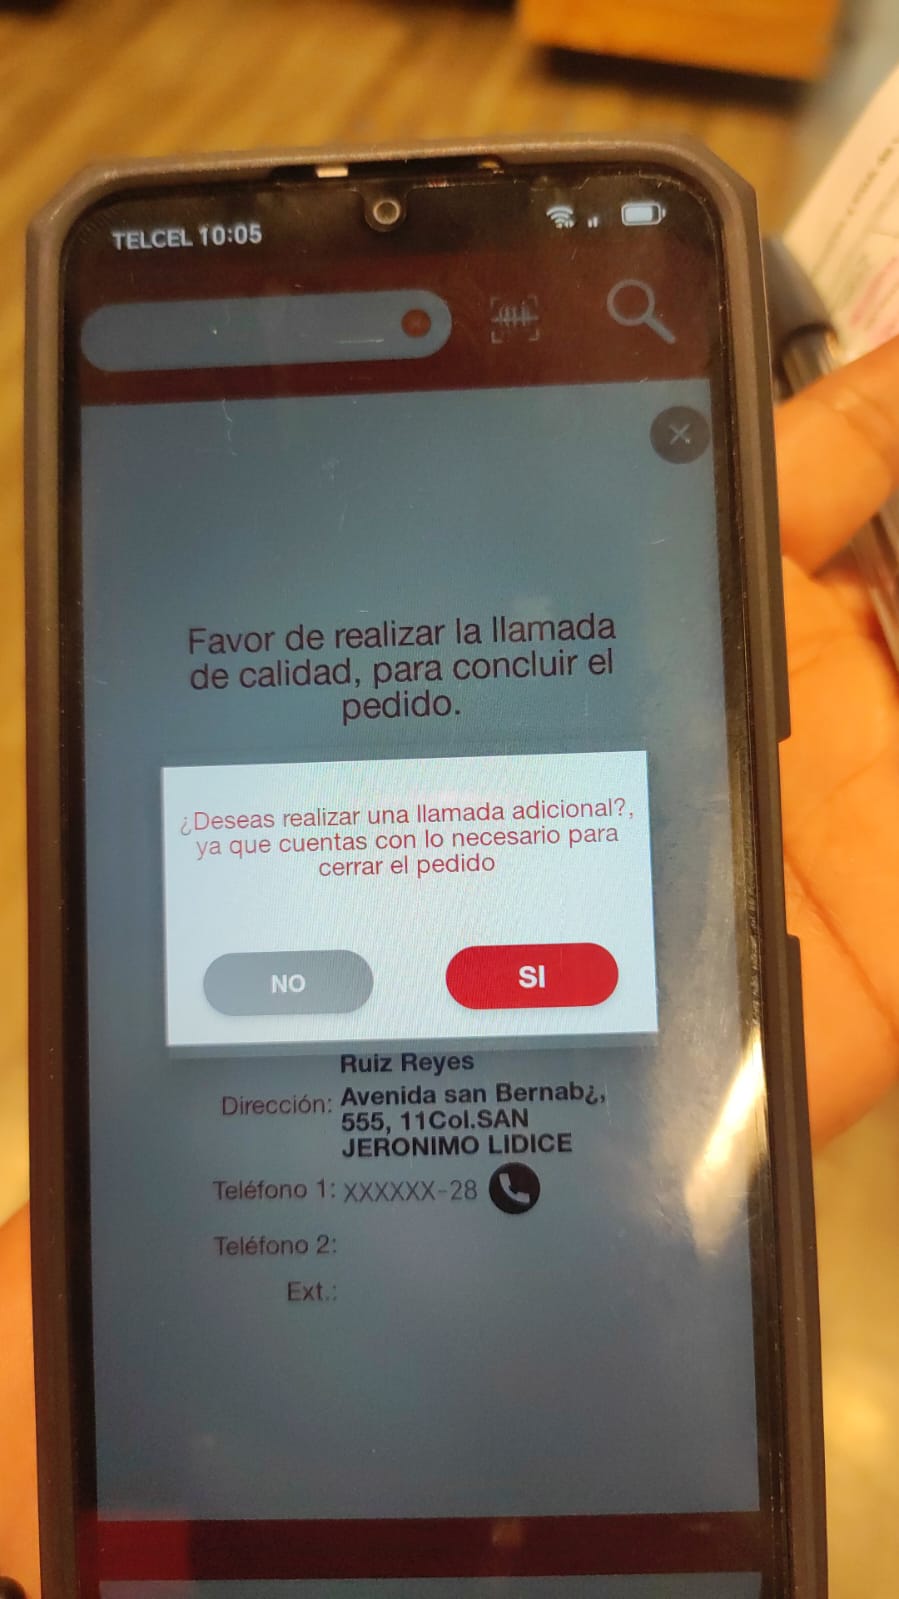 TELCEL 10:05
Favor de realizar la llamada
de calidad, para concluir el
pedido.
¿Deseas realizar una llamada adicional?,
ya que cuentas con lo necesario para
cerrar el pedido
NO
SI
Ruiz Reyes
Dirección: Avenida san Bernab¿,
555, 11Col.SAN
JERONIMO LIDICE
Teléfono 1: XXXXXX-28
Teléfono 2:
Ext.: